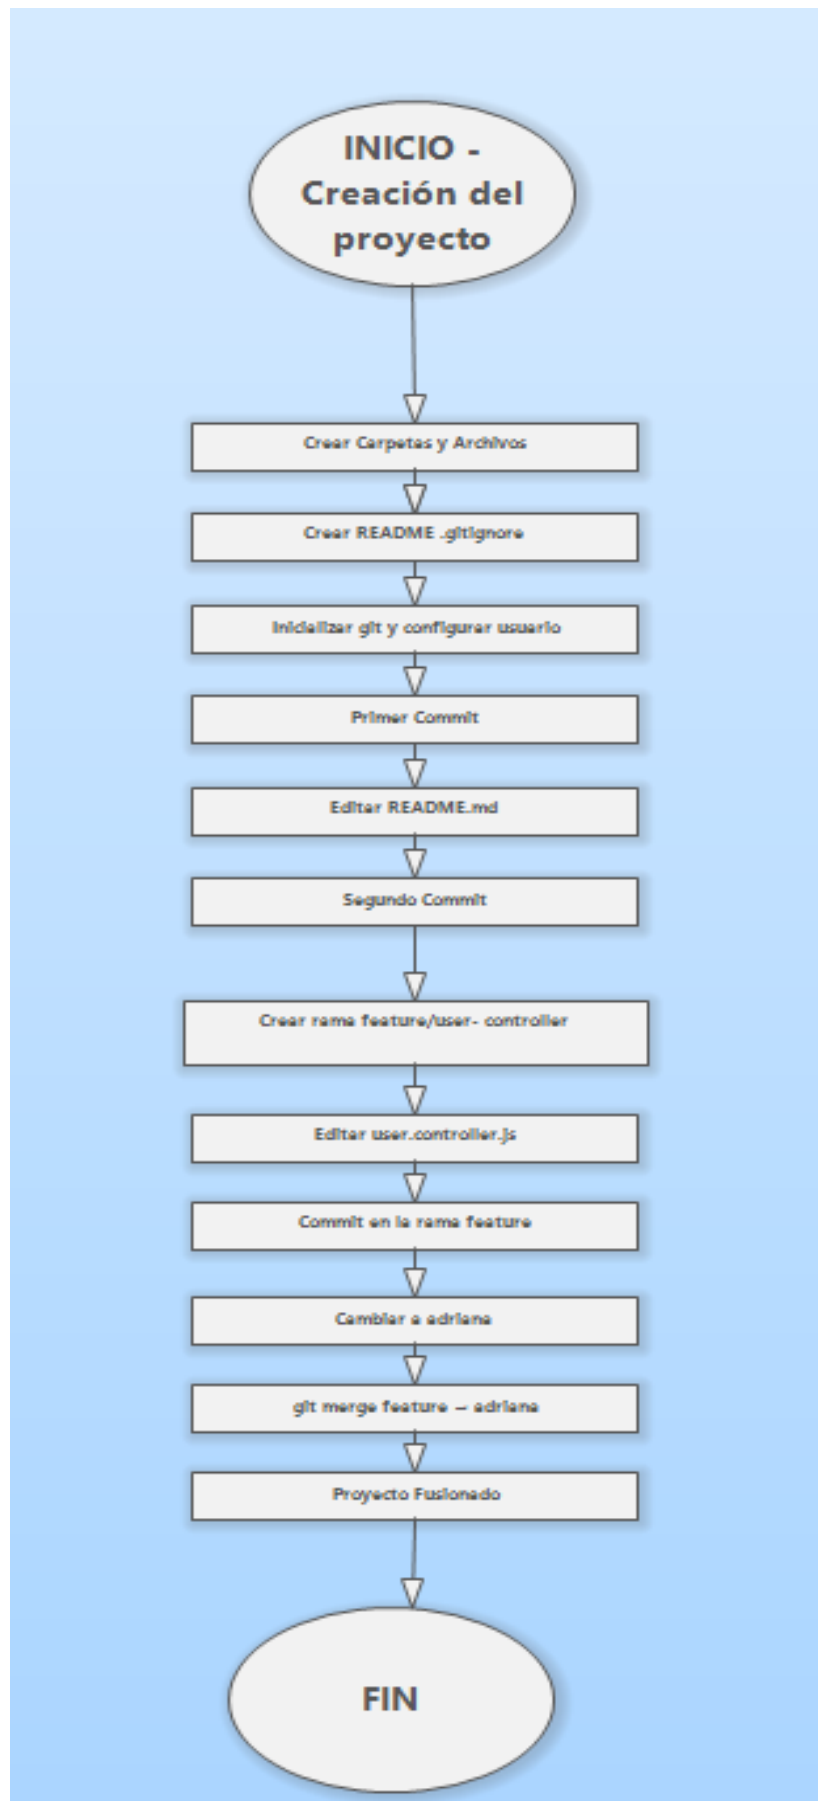 INICIO -
Creación del
proyecto
Crear Carpetas y Archivos
Crear README .gitignore
Inicializar git y configurar usuario
Primer Commit
Editar README.md
Segundo Commit
Crear rama feature/user- controller
Editar user.controller.js
Commit en la rama feature
Cambiar a adriana
git merge feature – adriana
Proyecto Fusionado
FIN